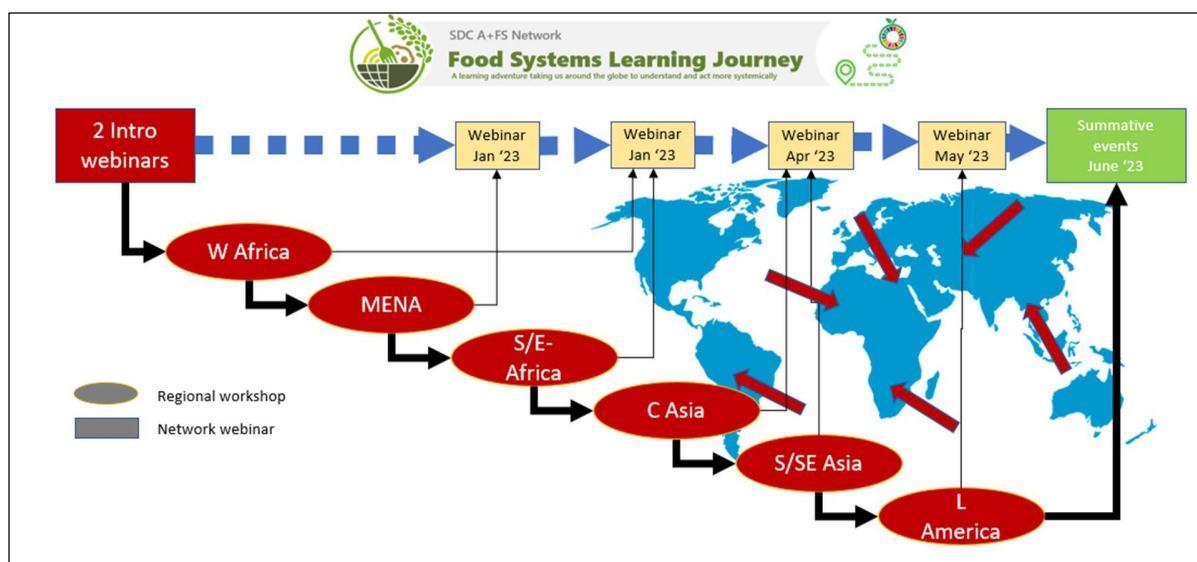 SDC A+FS Network
Food Systems Learning Journey
A learning adventure taking us around the globe to understand and act more systemically
2 Intro
webinars
Webinar
Jan ‘23
Webinar
Jan ‘23
Webinar
Apr ‘23
Webinar
May ‘23
Summative
events
June ‘23
W Africa
MENA
S/E-
Africa
C Asia
S/SE Asia
L
America
Regional workshop
Network webinar